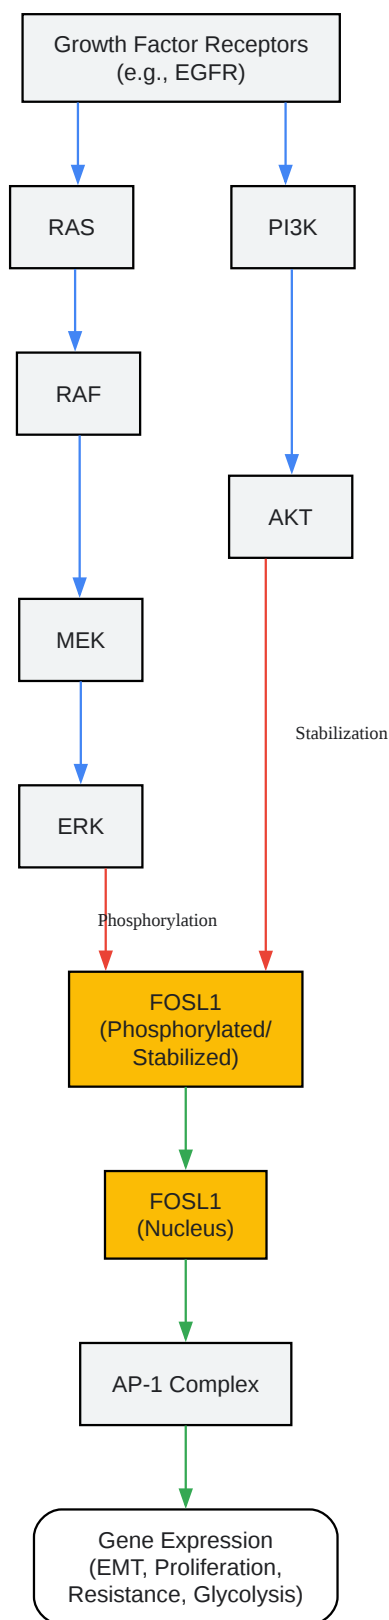 Growth Factor Receptors
(e.g., EGFR)
RAS
PI3K
RAF
AKT
MEK
Stabilization
ERK
Phosphorylation
FOSL1
(Phosphorylated/
Stabilized)
FOSL1
(Nucleus)
AP-1 Complex
Gene Expression
(EMT, Proliferation,
Resistance, Glycolysis)